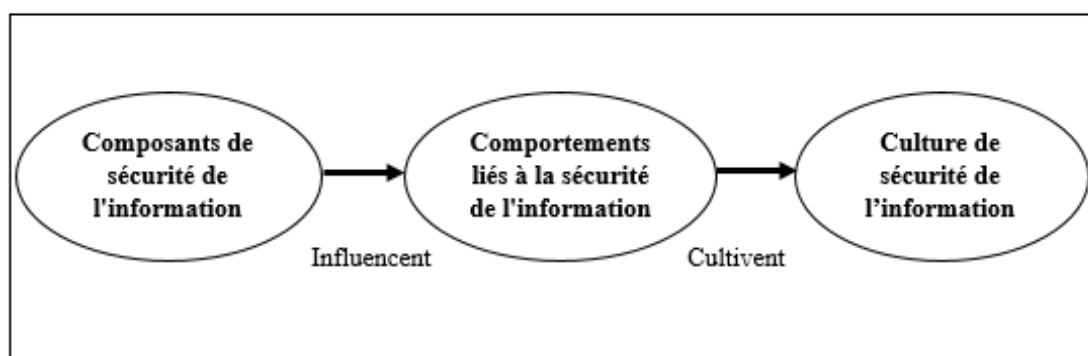 Composants de
sécurité de
l'information
Influencent
Comportements
liés à la sécurité
de l'information
Cultivent
Culture de
sécurité de
l’information